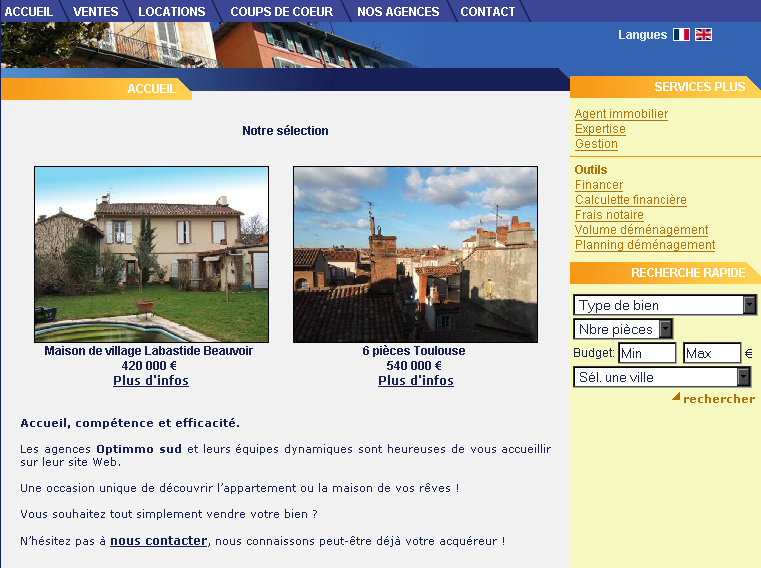 ACCUEIL VENTES LOCATIONS COUPS DE COEUR NOS AGENCES CONTACT
Langues
ACCUEIL
Notre sélection
Maison de village Labastide Beauvoir
420 000 €
Plus d'infos
6 pièces Toulouse
540 000 €
Plus d'infos
Accueil, compétence et efficacité.
Les agences Optimmo sud et leurs équipes dynamiques sont heureuses de vous accueillir
sur leur site Web.
Une occasion unique de découvrir l'appartement ou la maison de vos rêves !
Vous souhaitez tout simplement vendre votre bien ?
N'hésitez pas à nous contacter, nous connaissons peut-être déjà votre acquéreur !
SERVICES PLUS
Agent immobilier
Expertise
Gestion
Outils
Financer
Calculette financière
Frais notaire
Volume déménagement
Planning déménagement
RECHERCHE RAPIDE
Type de bien
Nbre pièces
Budget: Min Max €
Sél. une ville
rechercher